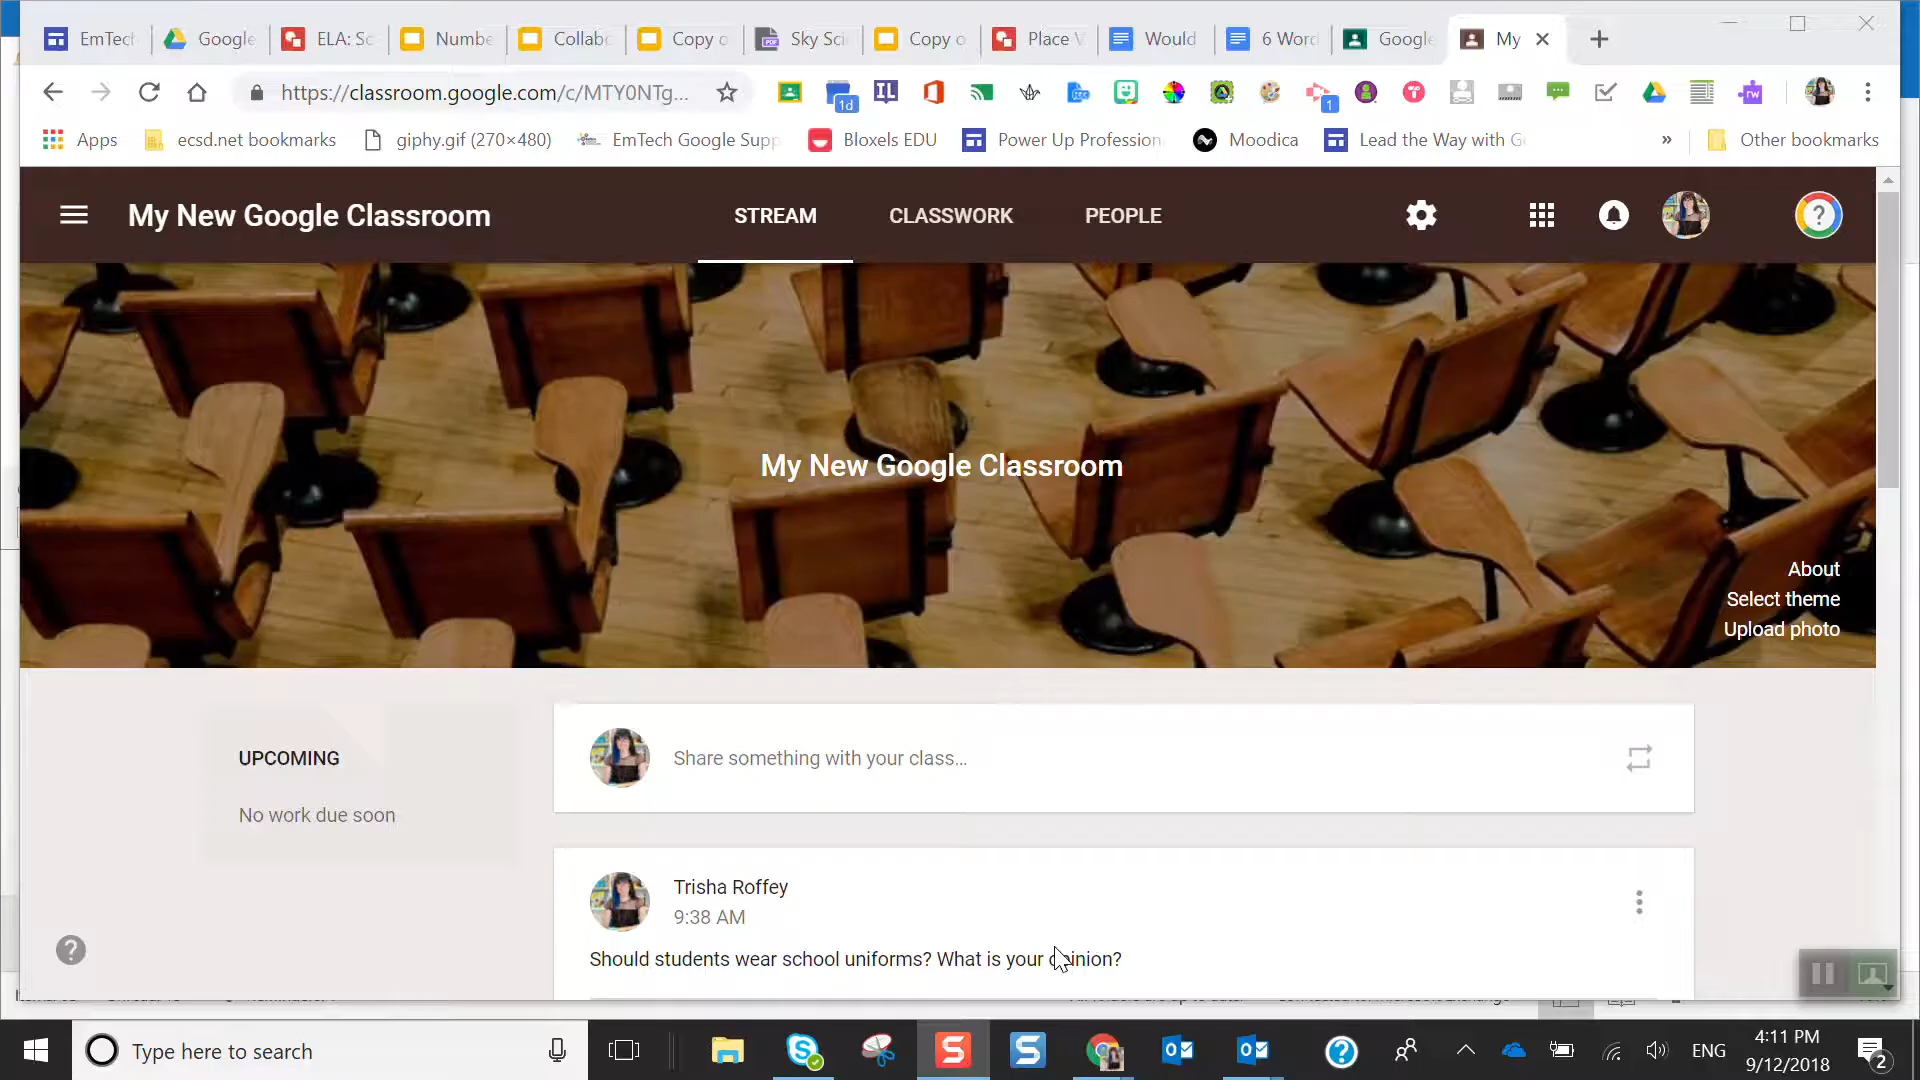 EmTech
Google
ELA: Sc
Numbe
Collabo
Copy o
Sky Sci
Copy o
Place V
Would
6 Word
Google
My
https://classroom.google.com/c/MTY0NTg...
1d
1
Apps
ecsd.net bookmarks
giphy.gif (270×480)
EmTech Google Supp
Bloxels EDU
Power Up Profession
Moodica
Lead the Way with G
»
Other bookmarks
My New Google Classroom
STREAM
CLASSWORK
PEOPLE
My New Google Classroom
About
Select theme
Upload photo
UPCOMING
No work due soon
Share something with your class...
Trisha Roffey
9:38 AM
Should students wear school uniforms? What is your opinion?
Type here to search
ENG
4:11 PM
9/12/2018
2